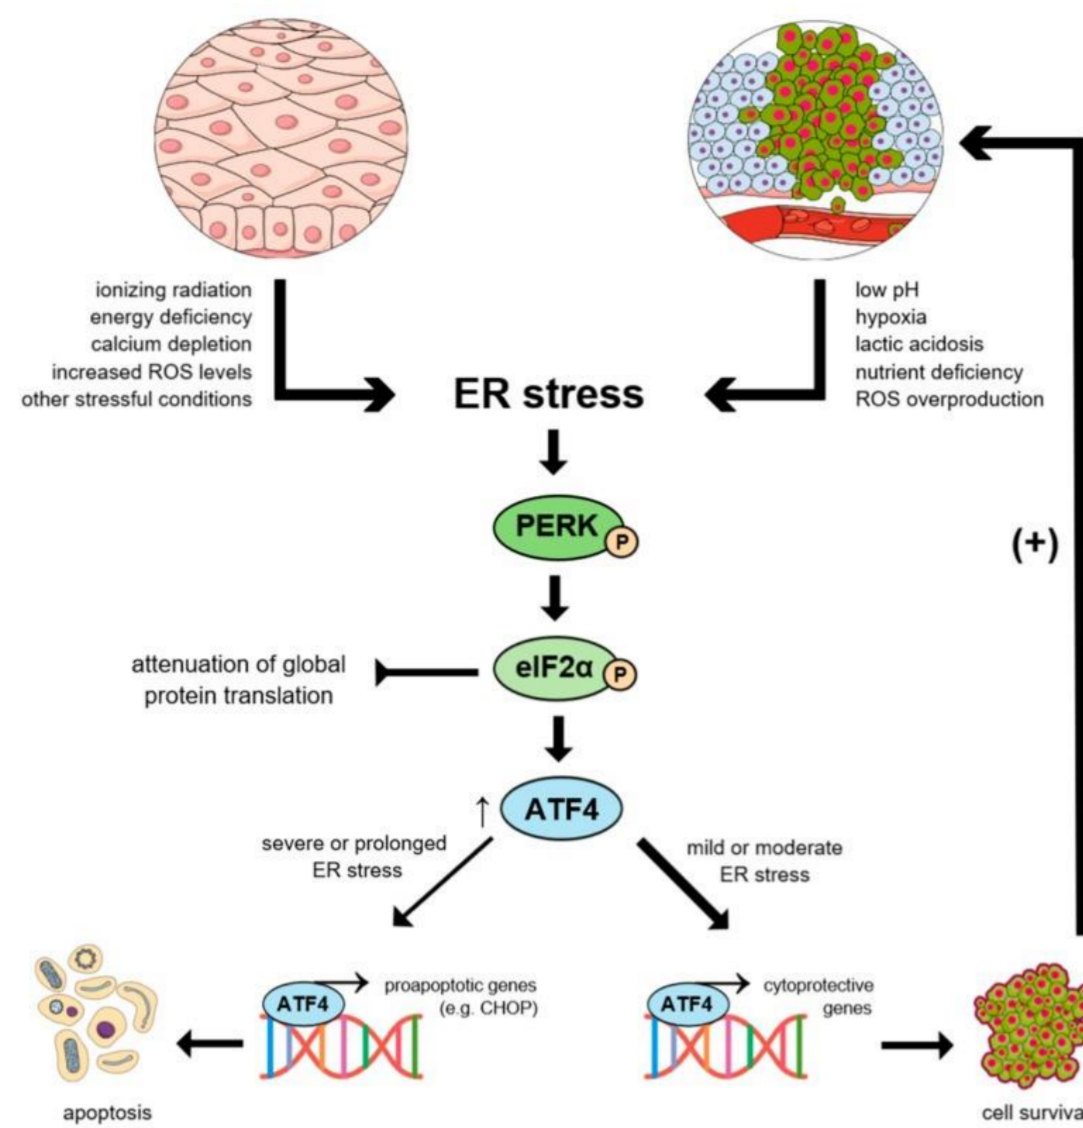 ionizing radiation
energy deficiency
calcium depletion
increased ROS levels
other stressful conditions
low pH
hypoxia
lactic acidosis
nutrient deficiency
ROS overproduction
ER stress
PERK
P
(+)
eIF2α
P
attenuation of global
protein translation
↑
ATF4
severe or prolonged
ER stress
mild or moderate
ER stress
ATF4
proapoptotic genes
(e.g. CHOP)
ATF4
cytoprotective
genes
apoptosis
cell surviva